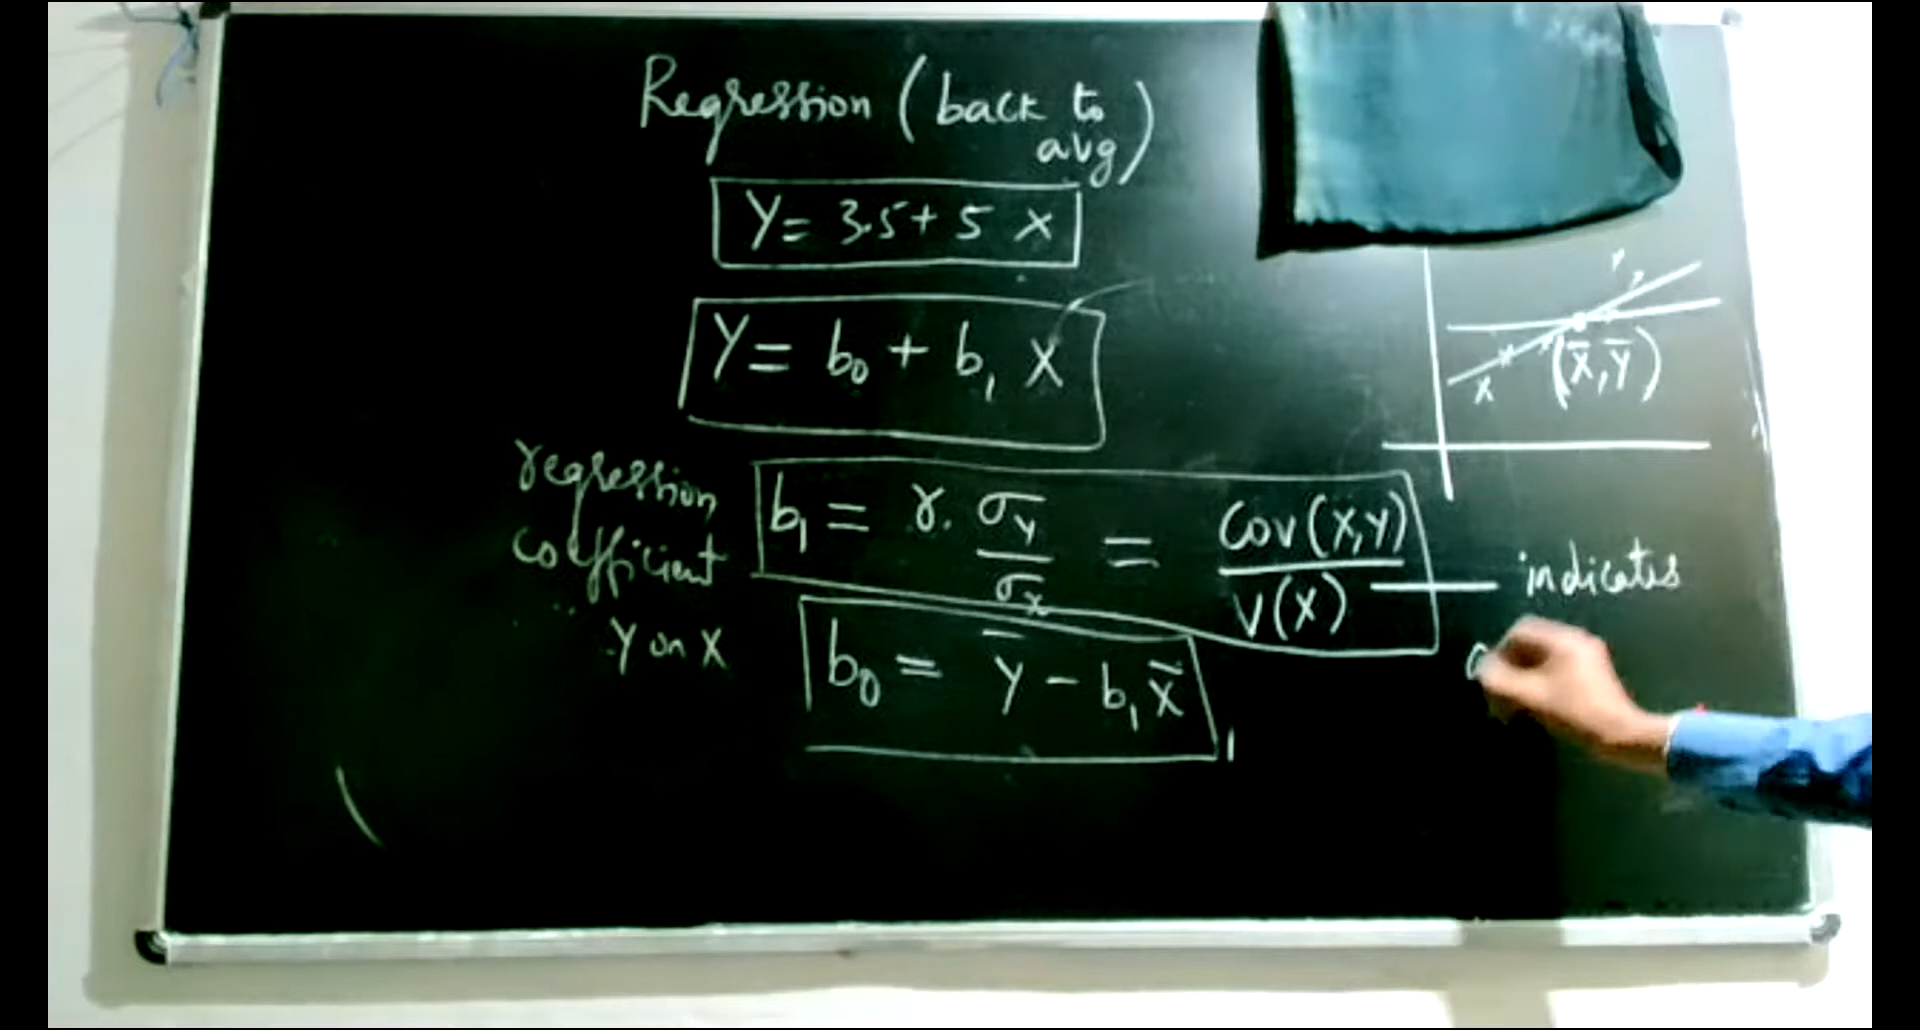 Regression (back to
avg)
Y = 3.5 + 5 X
Y = b₀ + b₁ X
(X̄, Ȳ)
regression
coefficient
Y on X
b₁ = r. σy/σx = Cov(X,Y)/V(X)
indicates
b₀ = ȳ - b₁ x̄